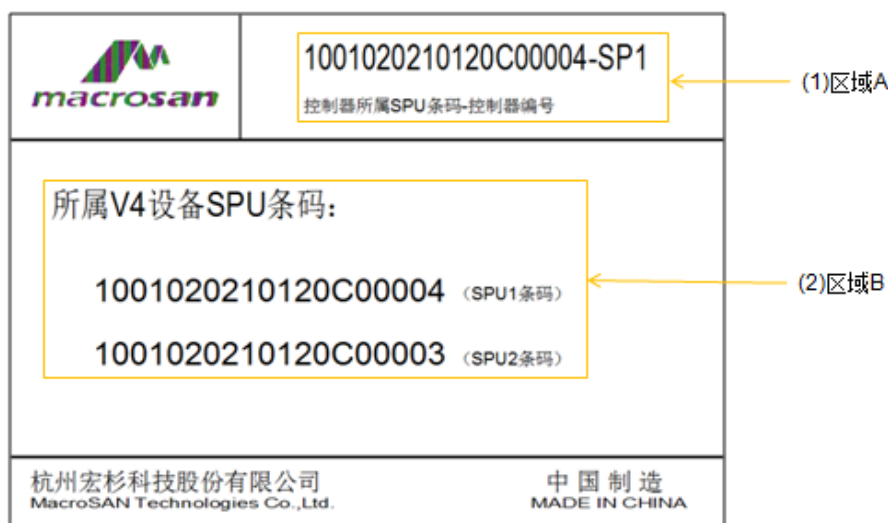 macrosan
1001020210120C00004-SP1
控制器所属SPU条码-控制器编号
(1)区域A
所属V4设备SPU条码：
1001020210120C00004（SPU1条码）
(2)区域B
1001020210120C00003（SPU2条码）
杭州宏杉科技股份有限公司
MacroSAN Technologies Co.,Ltd.
中国制造
MADE IN CHINA